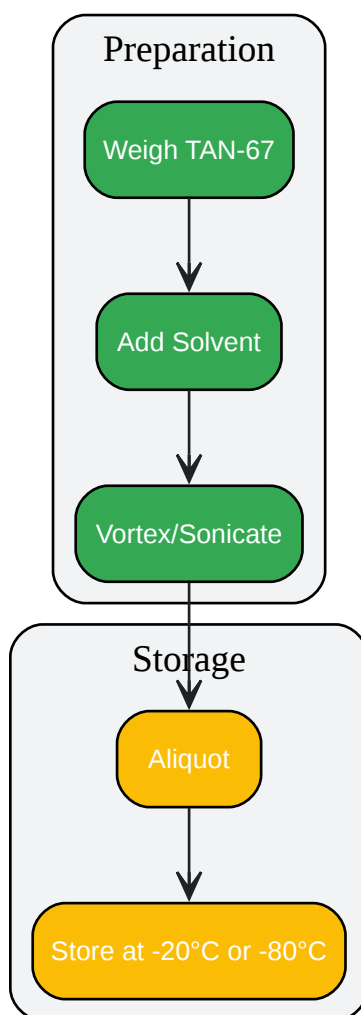 Preparation
Weigh TAN-67
Add Solvent
Vortex/Sonicate
Storage
Aliquot
Store at -20°C or -80°C